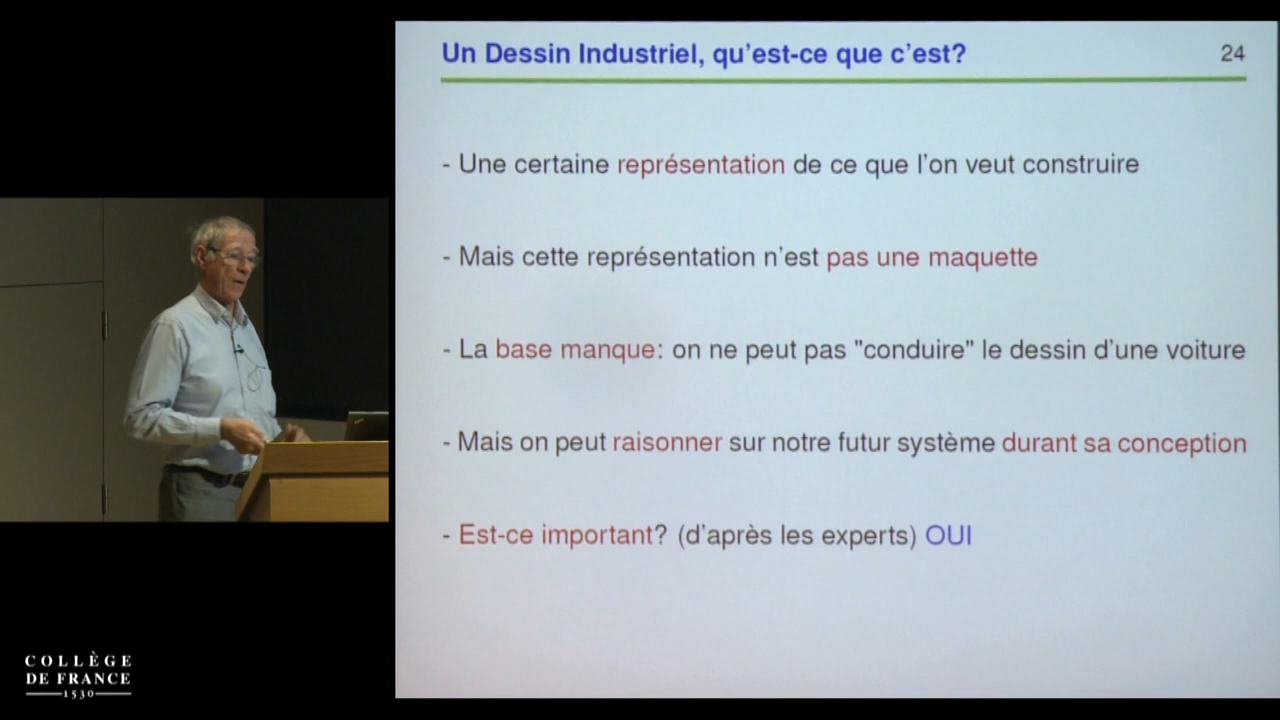 Un Dessin Industriel, qu'est-ce que c'est? 24
- Une certaine représentation de ce que l'on veut construire
- Mais cette représentation n'est pas une maquette
- La base manque: on ne peut pas "conduire" le dessin d'une voiture
- Mais on peut raisonner sur notre futur système durant sa conception
- Est-ce important? (d'après les experts) OUI
COLLÈGE
DE FRANCE
1530